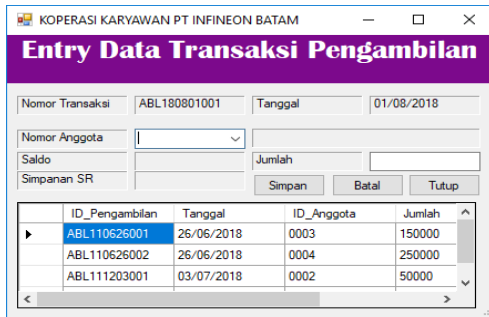 KOPERASI KARYAWAN PT INFINEON BATAM
Entry Data Transaksi Pengambilan
Nomor Transaksi ABL180801001 Tanggal 01/08/2018
Nomor Anggota
Saldo Jumlah
Simpanan SR Simpan Batal Tutup
ID_Pengambilan Tanggal ID_Anggota Jumlah
ABL110626001 26/06/2018 0003 150000
ABL110626002 26/06/2018 0004 250000
ABL111203001 03/07/2018 0002 50000